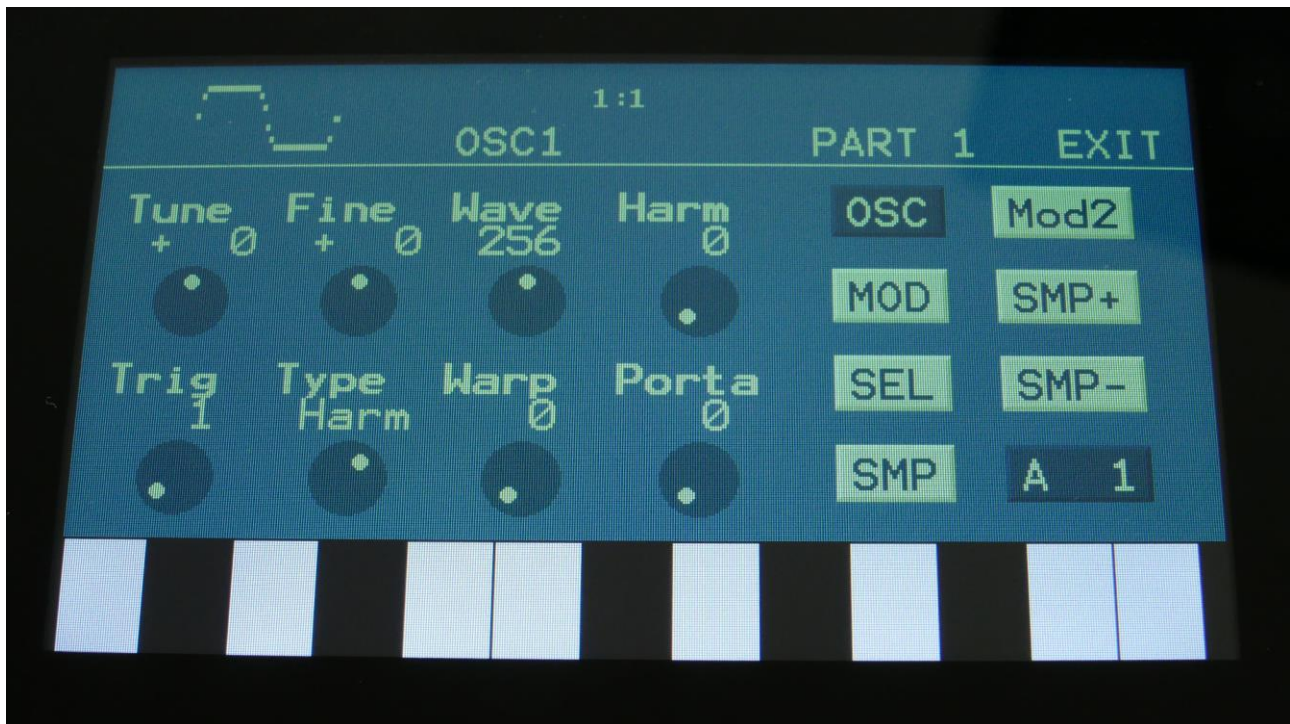 1:1
OSC1 PART 1 EXIT
Tune Fine Wave Harm OSC Mod2
+ 0 + 0 256 0
MOD SMP+
Trig Type Warp Porta SEL SMP-
1 Harm 0 0
SMP A 1